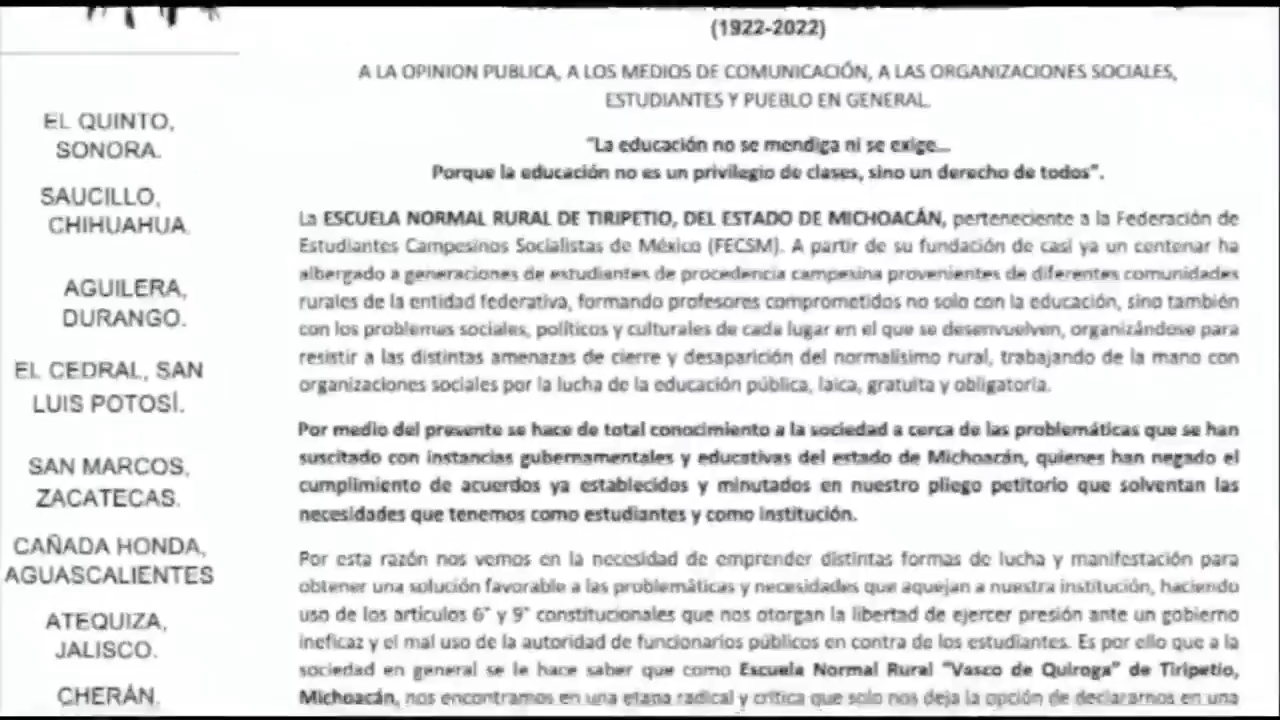 (1922-2022)
A LA OPINION PUBLICA, A LOS MEDIOS DE COMUNICACIÓN, A LAS ORGANIZACIONES SOCIALES,
ESTUDIANTES Y PUEBLO EN GENERAL.
"La educación no se mendiga ni se exige...
Porque la educación no es un privilegio de clases, sino un derecho de todos".
La ESCUELA NORMAL RURAL DE TIRIPETIO, DEL ESTADO DE MICHOACÁN, perteneciente a la Federación de
Estudiantes Campesinos Socialistas de México (FECSM). A partir de su fundación de casi ya un centenar ha
albergado a generaciones de estudiantes de procedencia campesina provenientes de diferentes comunidades
rurales de la entidad federativa, formando profesores comprometidos no solo con la educación, sino también
con los problemas sociales, políticos y culturales de cada lugar en el que se desenvuelven, organizándose para
resistir a las distintas amenazas de cierre y desaparición del normalísimo rural, trabajando de la mano con
organizaciones sociales por la lucha de la educación pública, laica, gratuita y obligatoria.
Por medio del presente se hace de total conocimiento a la sociedad a cerca de las problemáticas que se han
suscitado con instancias gubernamentales y educativas del estado de Michoacán, quienes han negado el
cumplimiento de acuerdos ya establecidos y minutados en nuestro pliego petitorio que solventan las
necesidades que tenemos como estudiantes y como institución.
Por esta razón nos vemos en la necesidad de emprender distintas formas de lucha y manifestación para
obtener una solución favorable a las problemáticas y necesidades que aquejan a nuestra institución, haciendo
uso de los artículos 6° y 9° constitucionales que nos otorgan la libertad de ejercer presión ante un gobierno
ineficaz y el mal uso de la autoridad de funcionarios públicos en contra de los estudiantes. Es por ello que a la
sociedad en general se le hace saber que como Escuela Normal Rural "Vasco de Quiroga" de Tiripetio,
Michoacán, nos encontramos en una etapa radical y crítica que solo nos deja la opción de declararnos en una
EL QUINTO,
SONORA.
SAUCILLO,
CHIHUAHUA.
AGUILERA,
DURANGO.
EL CEDRAL, SAN
LUIS POTOSÍ.
SAN MARCOS,
ZACATECAS.
CAÑADA HONDA,
AGUASCALIENTES
ATEQUIZA,
JALISCO.
CHERÁN,